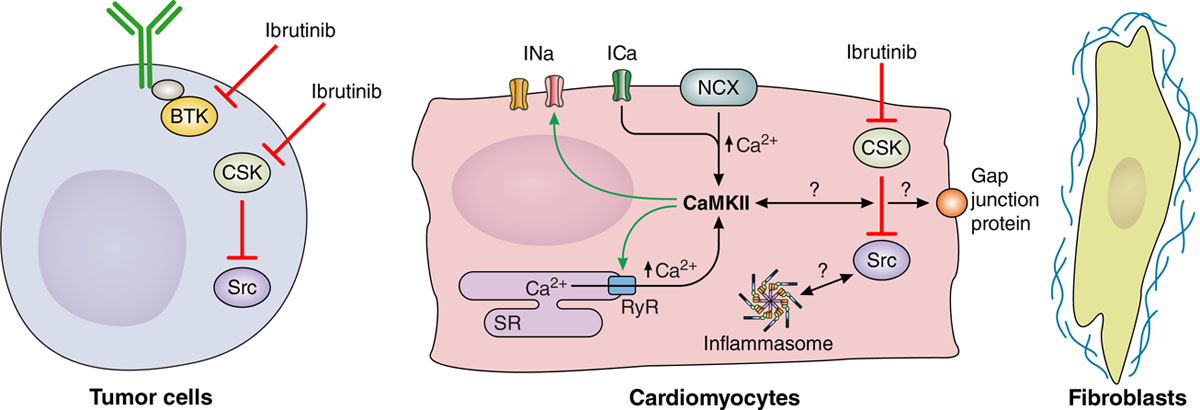 Ibrutinib
Ibrutinib
BTK
CSK
Src
Tumor cells
INa
ICa
NCX
Ibrutinib
Ca2+
CSK
CaMKII
?
?
Gap
junction
protein
Ca2+
Ca2+
RyR
SR
Src
?
Inflammasome
Cardiomyocytes
Fibroblasts